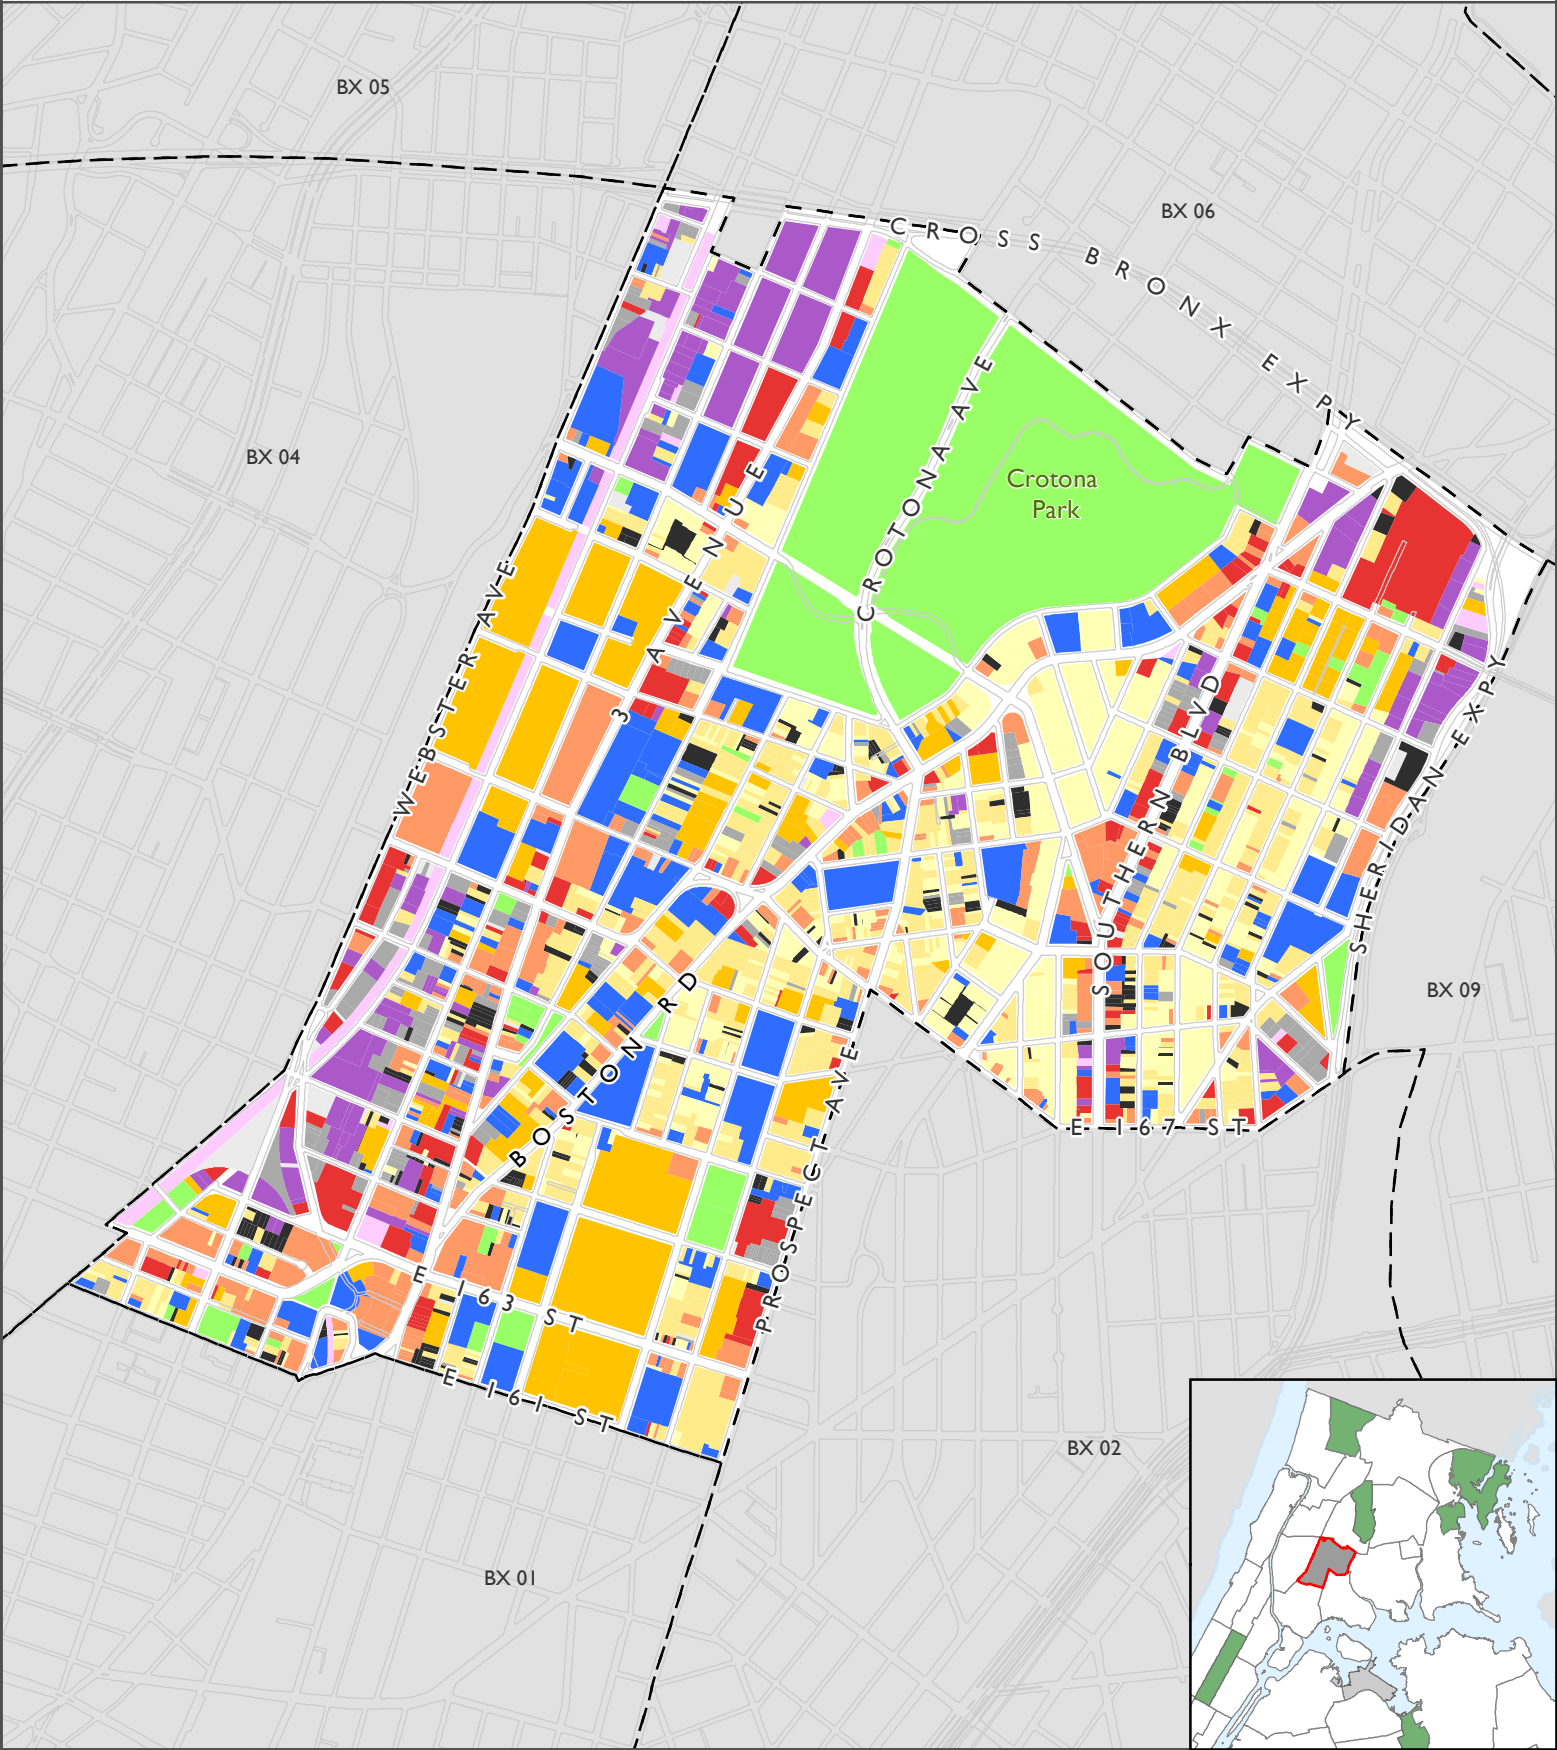 BX 05
BX 06
CROSS BRONX EXPY
BX 04
CROTONA AVE
Crotona
Park
3 AVENUE
WEBSTER AVE
SOUTHERN BLVD
SHERIDAN EXPY
BX 09
BOSTON RD
PROSPECT AVE
E 167 ST
E 163 ST
E 161 ST
BX 02
BX 01